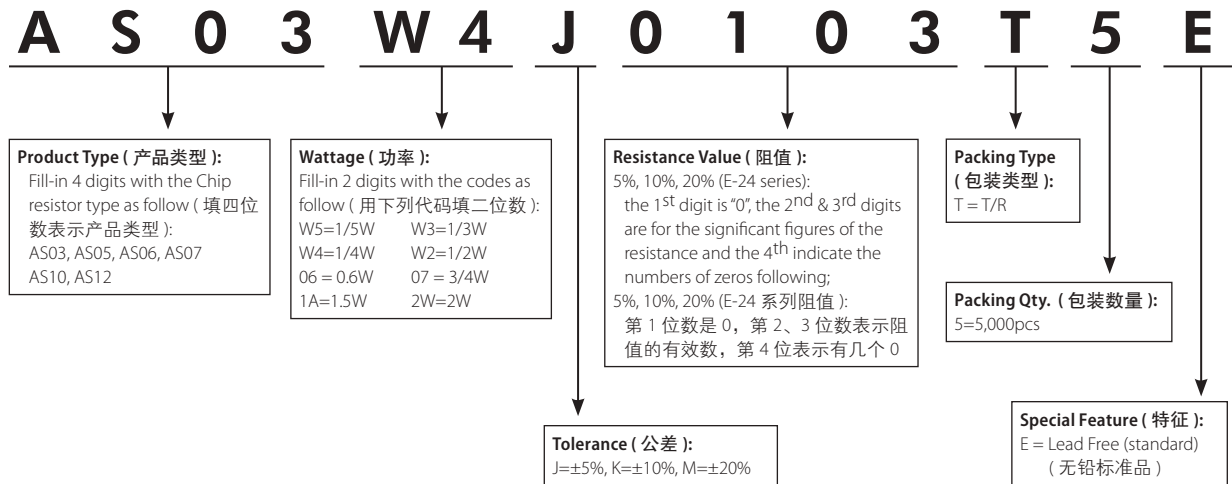 A S 0 3 W 4 J 0 1 0 3 T 5 E
Product Type ( 产品类型 ):
Fill-in 4 digits with the Chip
resistor type as follow ( 填四位
数表示产品类型 ):
AS03, AS05, AS06, AS07
AS10, AS12
Wattage ( 功率 ):
Fill-in 2 digits with the codes as
follow ( 用下列代码填二位数 ):
W5=1/5W W3=1/3W
W4=1/4W W2=1/2W
06 = 0.6W 07 = 3/4W
1A=1.5W 2W=2W
Resistance Value ( 阻值 ):
5%, 10%, 20% (E-24 series):
the 1st digit is “0”, the 2nd & 3rd digits
are for the significant figures of the
resistance and the 4th indicate the
numbers of zeros following;
5%, 10%, 20% (E-24 系列阻值 ):
第 1 位数是 0，第 2、3 位数表示阻
值的有效数，第 4 位表示有几个 0
Packing Type
( 包装类型 ):
T = T/R
Packing Qty. ( 包装数量 ):
5=5,000pcs
Tolerance ( 公差 ):
J=±5%, K=±10%, M=±20%
Special Feature ( 特征 ):
E = Lead Free (standard)
( 无铅标准品 )